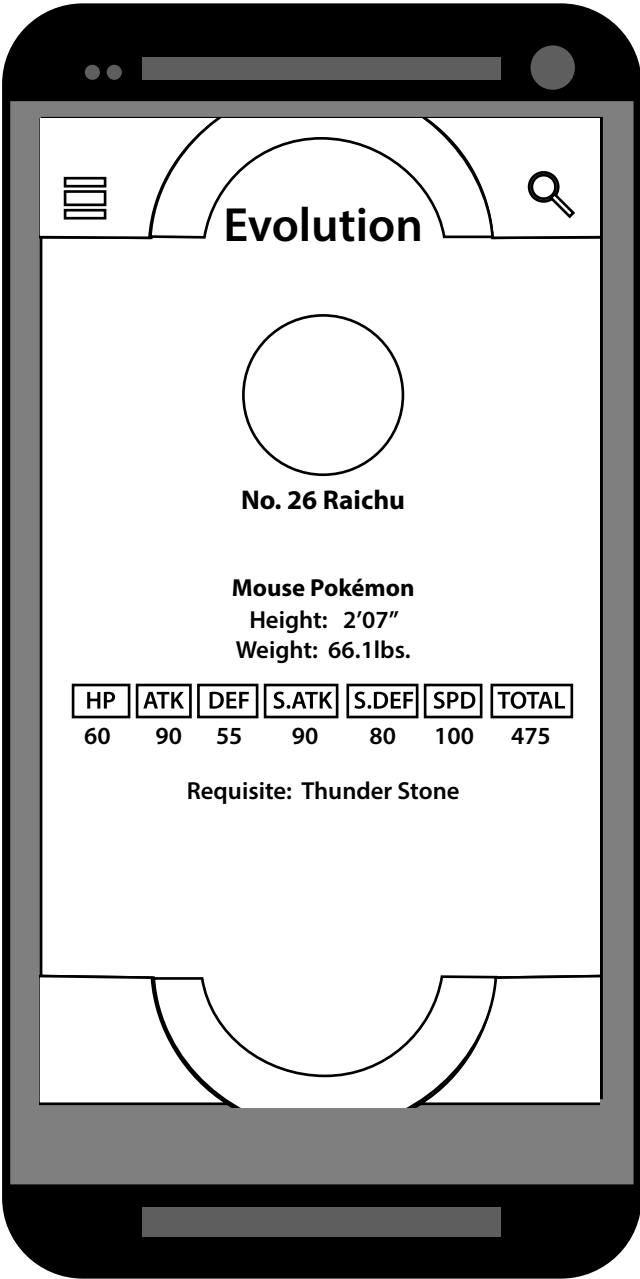 Evolution
No. 26 Raichu
Mouse Pokémon
Height: 2’07”
Weight: 66.1lbs.
HP ATK DEF S.ATK S.DEF SPD TOTAL
60 90 55 90 80 100 475
Requisite: Thunder Stone